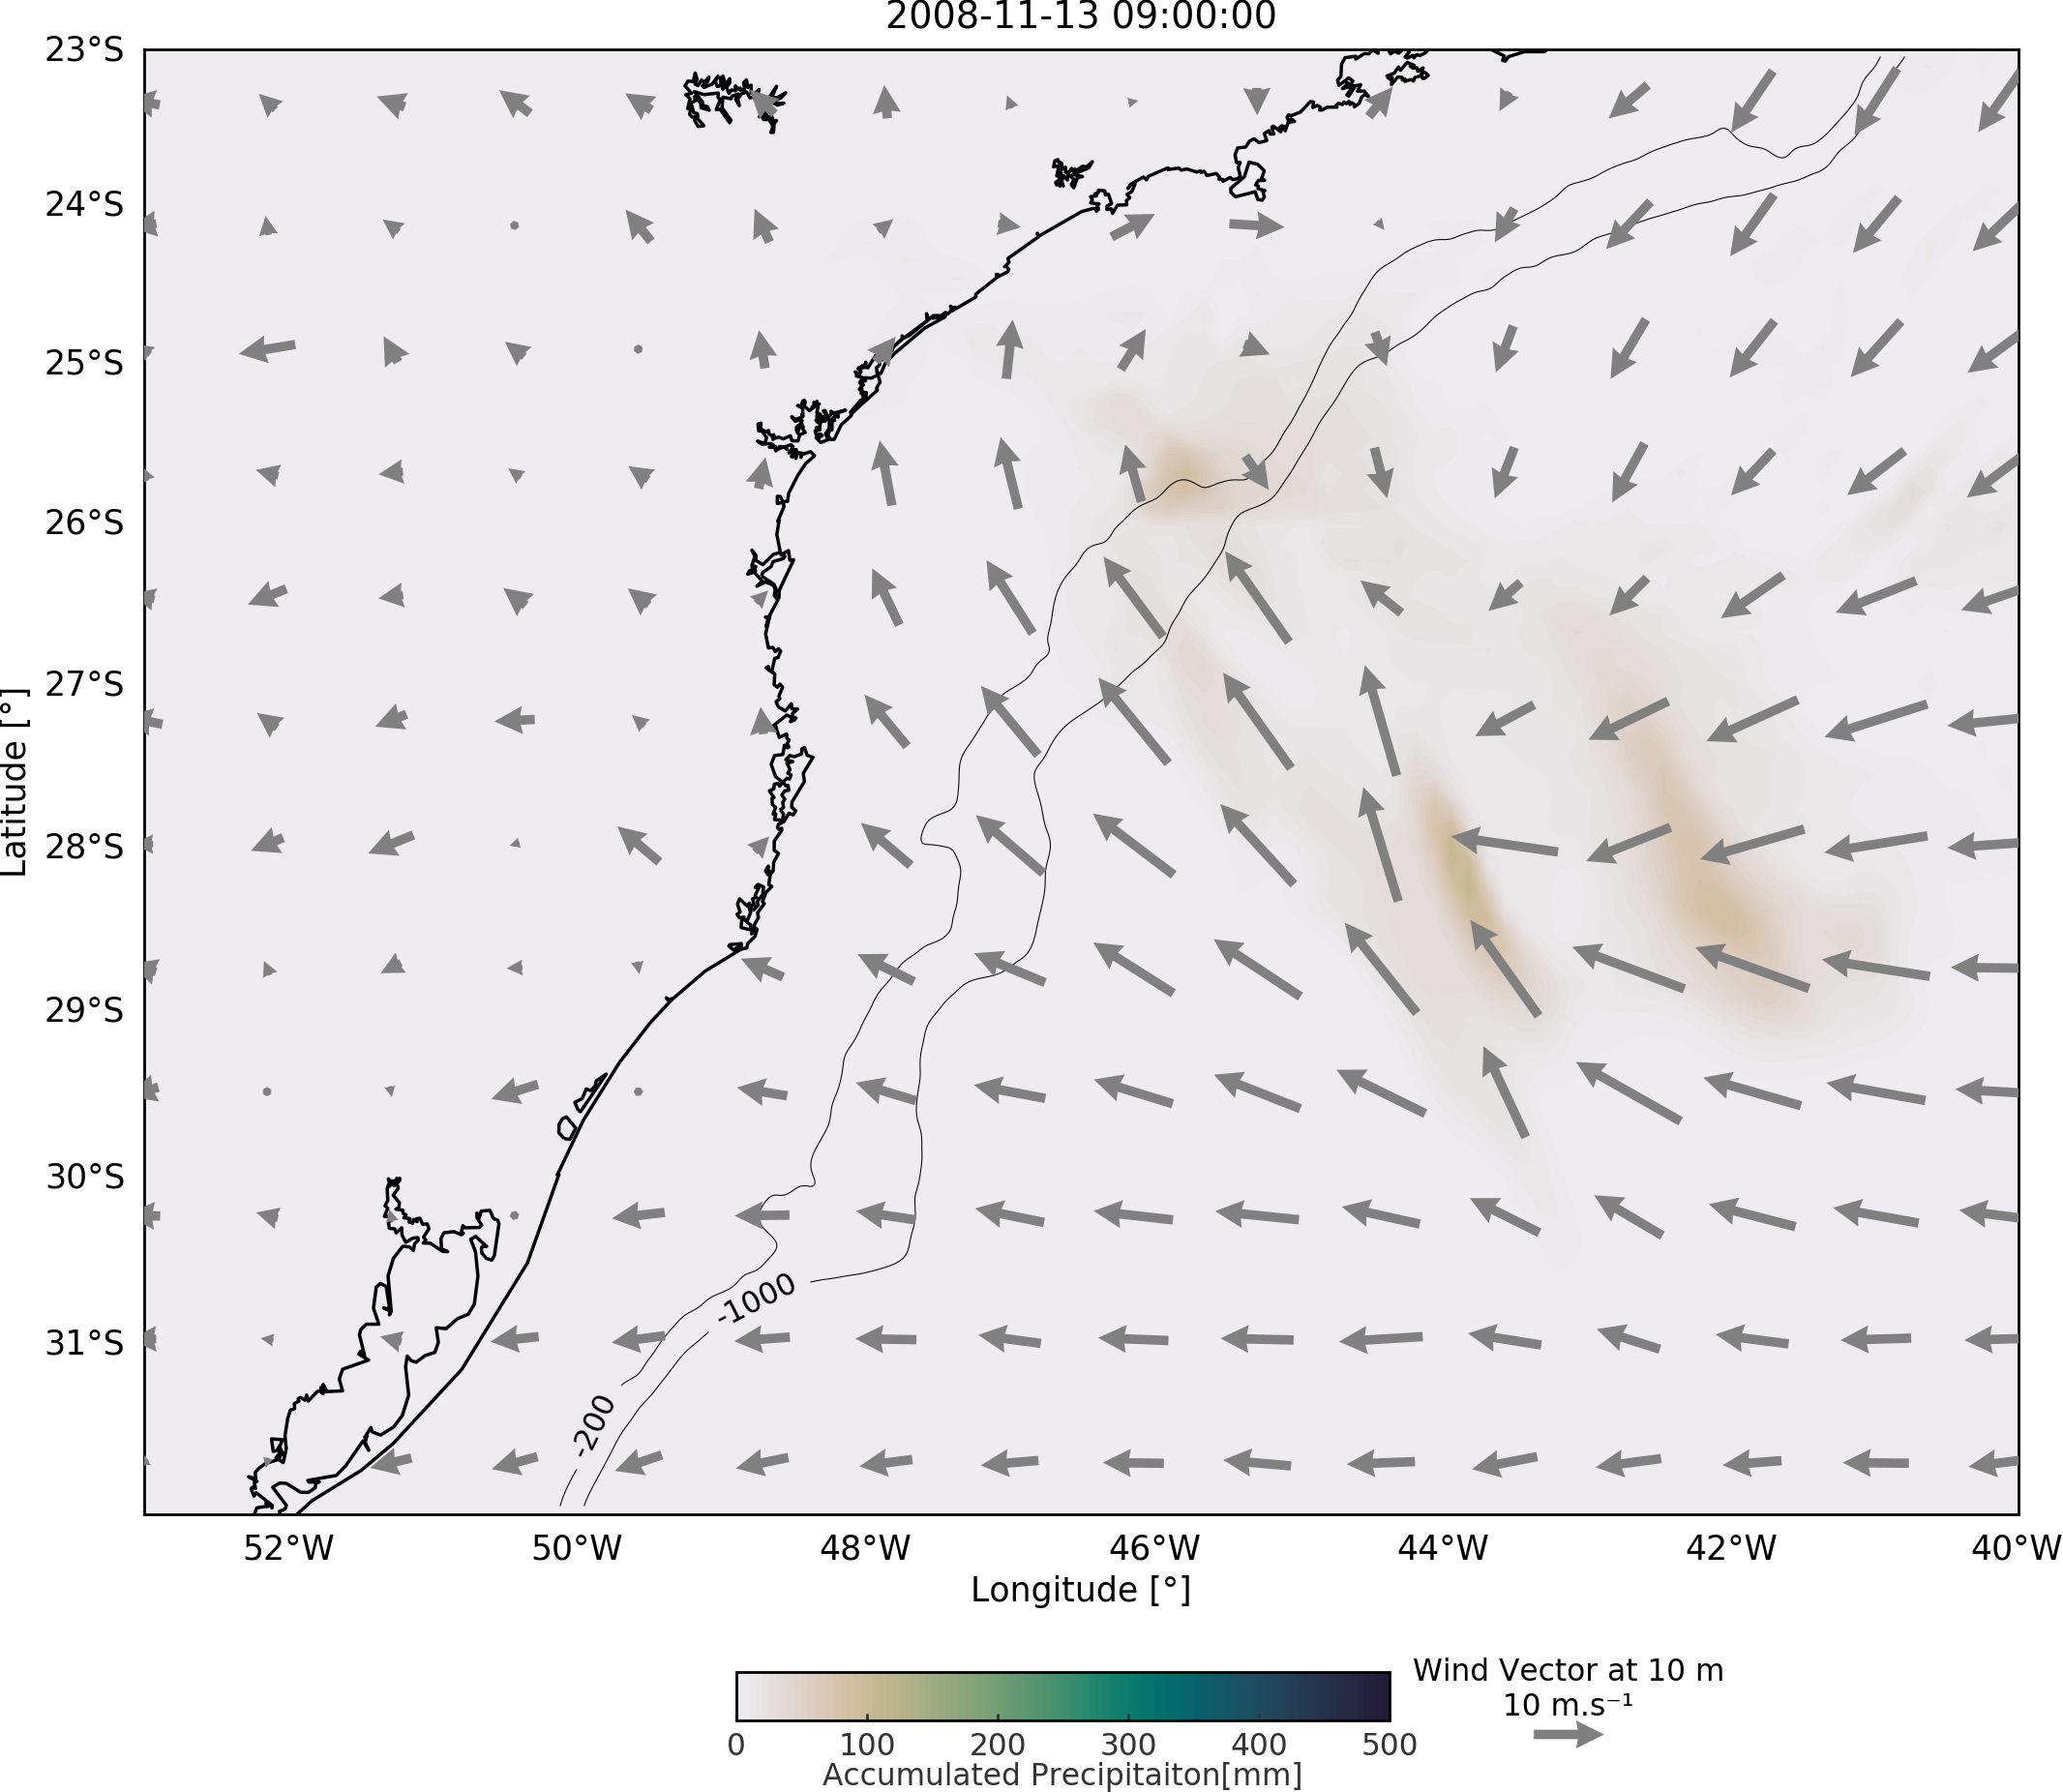 2008-11-13 09:00:00
23°S
24°S
25°S
26°S
27°S
28°S
29°S
30°S
31°S
Latitude [°]
-1000
-200
52°W 50°W 48°W 46°W 44°W 42°W 40°W
Longitude [°]
Wind Vector at 10 m
10 m.s⁻¹
0 100 200 300 400 500
Accumulated Precipitaiton[mm]